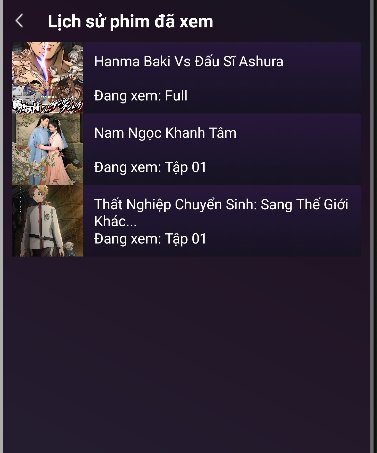 Lịch sử phim đã xem
Hanma Baki Vs Đấu Sĩ Ashura
Đang xem: Full
Nam Ngọc Khanh Tâm
Đang xem: Tập 01
Thất Nghiệp Chuyển Sinh: Sang Thế Giới
Khác...
Đang xem: Tập 01